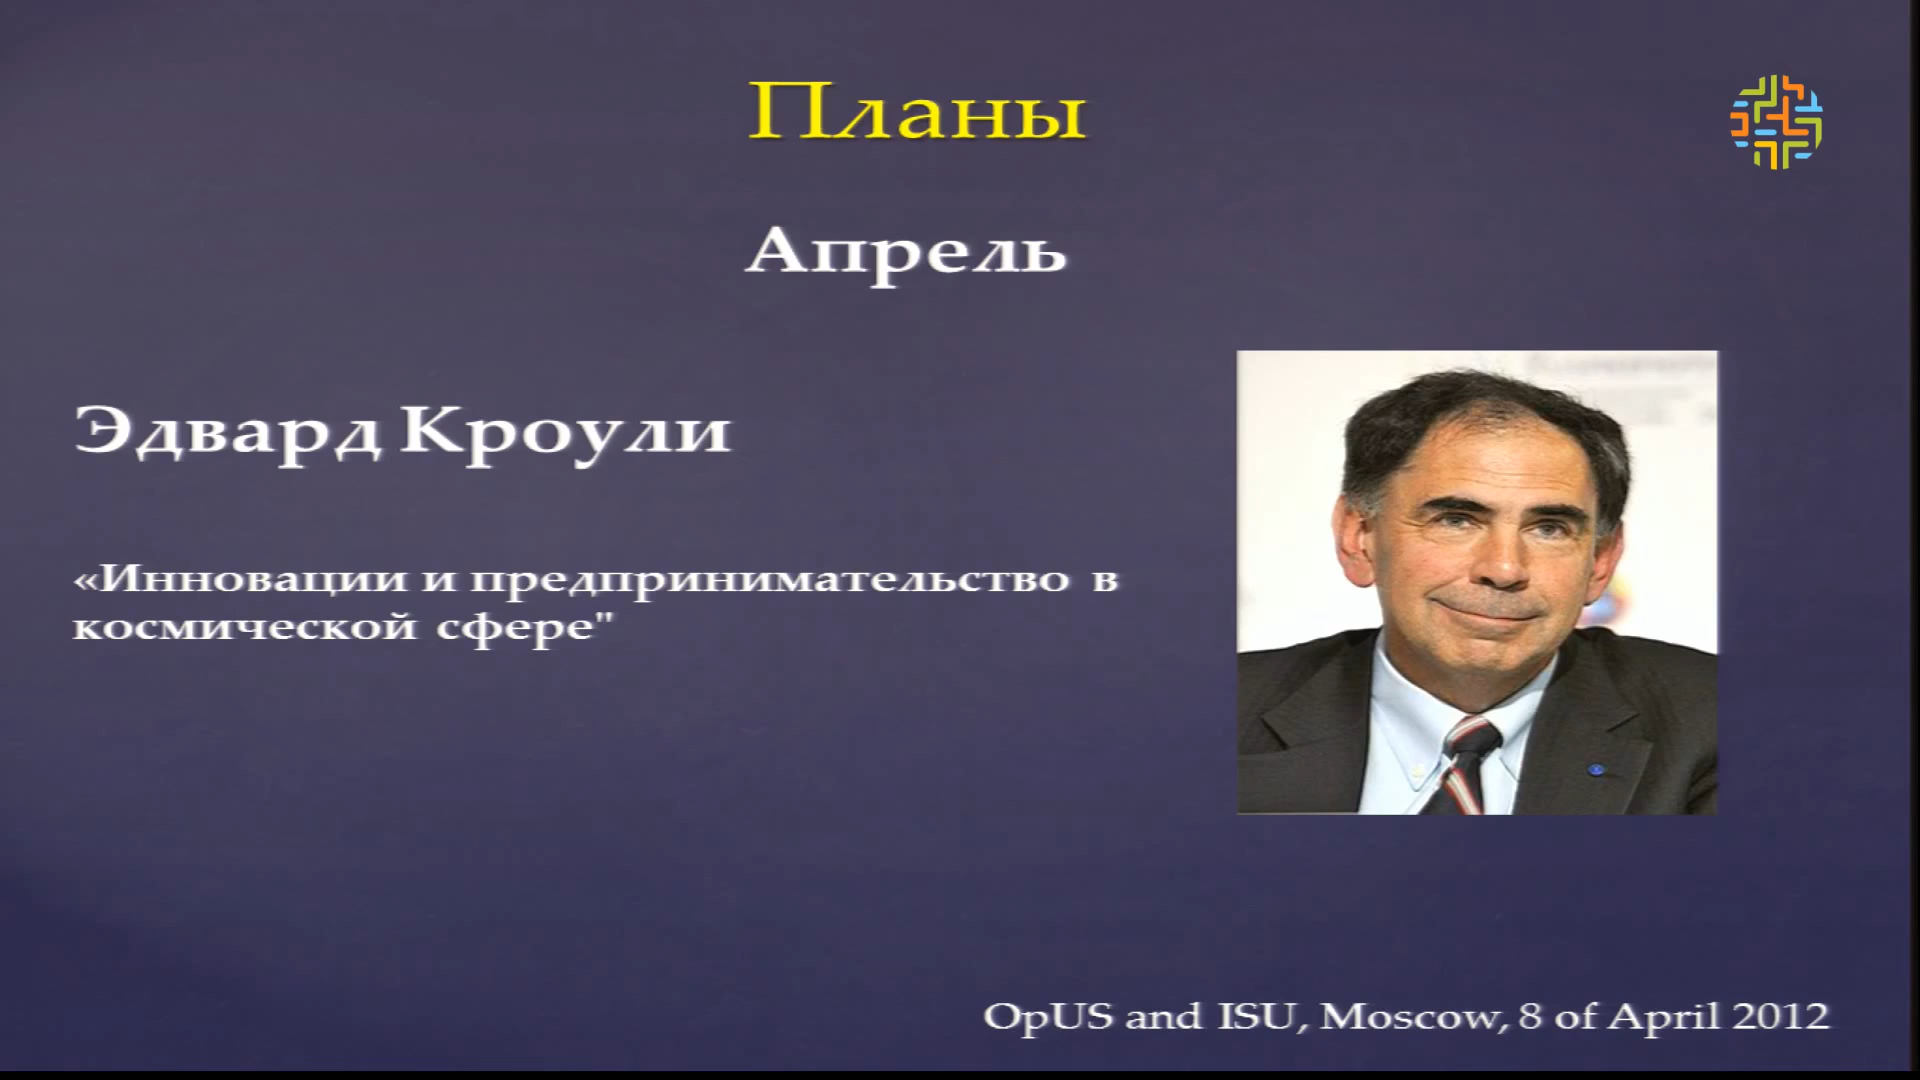 Планы
Апрель
Эдвард Кроули
«Инновации и предпринимательство в
космической сфере"
OpUS and ISU, Moscow, 8 of April 2012